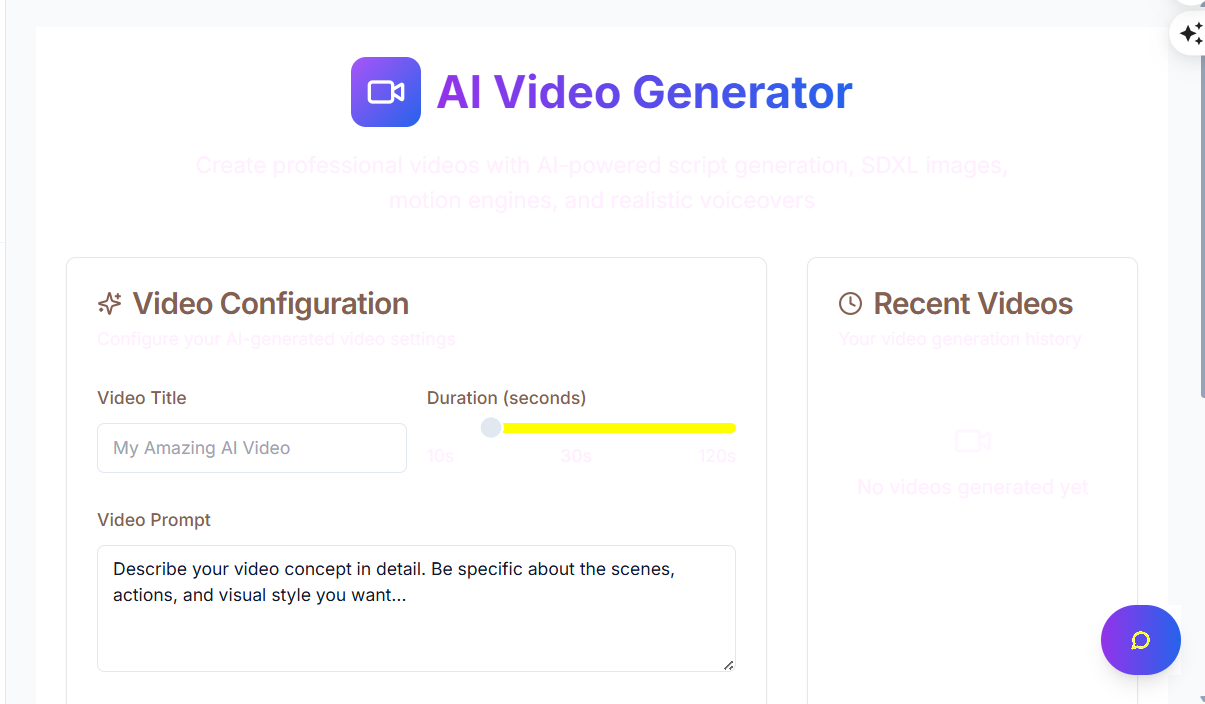 AI Video Generator
Create professional videos with AI-powered script generation, SDXL images,
motion engines, and realistic voiceovers
Video Configuration
Configure your AI-generated video settings
Video Title
My Amazing AI Video
Duration (seconds)
10s 30s 120s
Video Prompt
Describe your video concept in detail. Be specific about the scenes,
actions, and visual style you want...
Recent Videos
Your video generation history
No videos generated yet